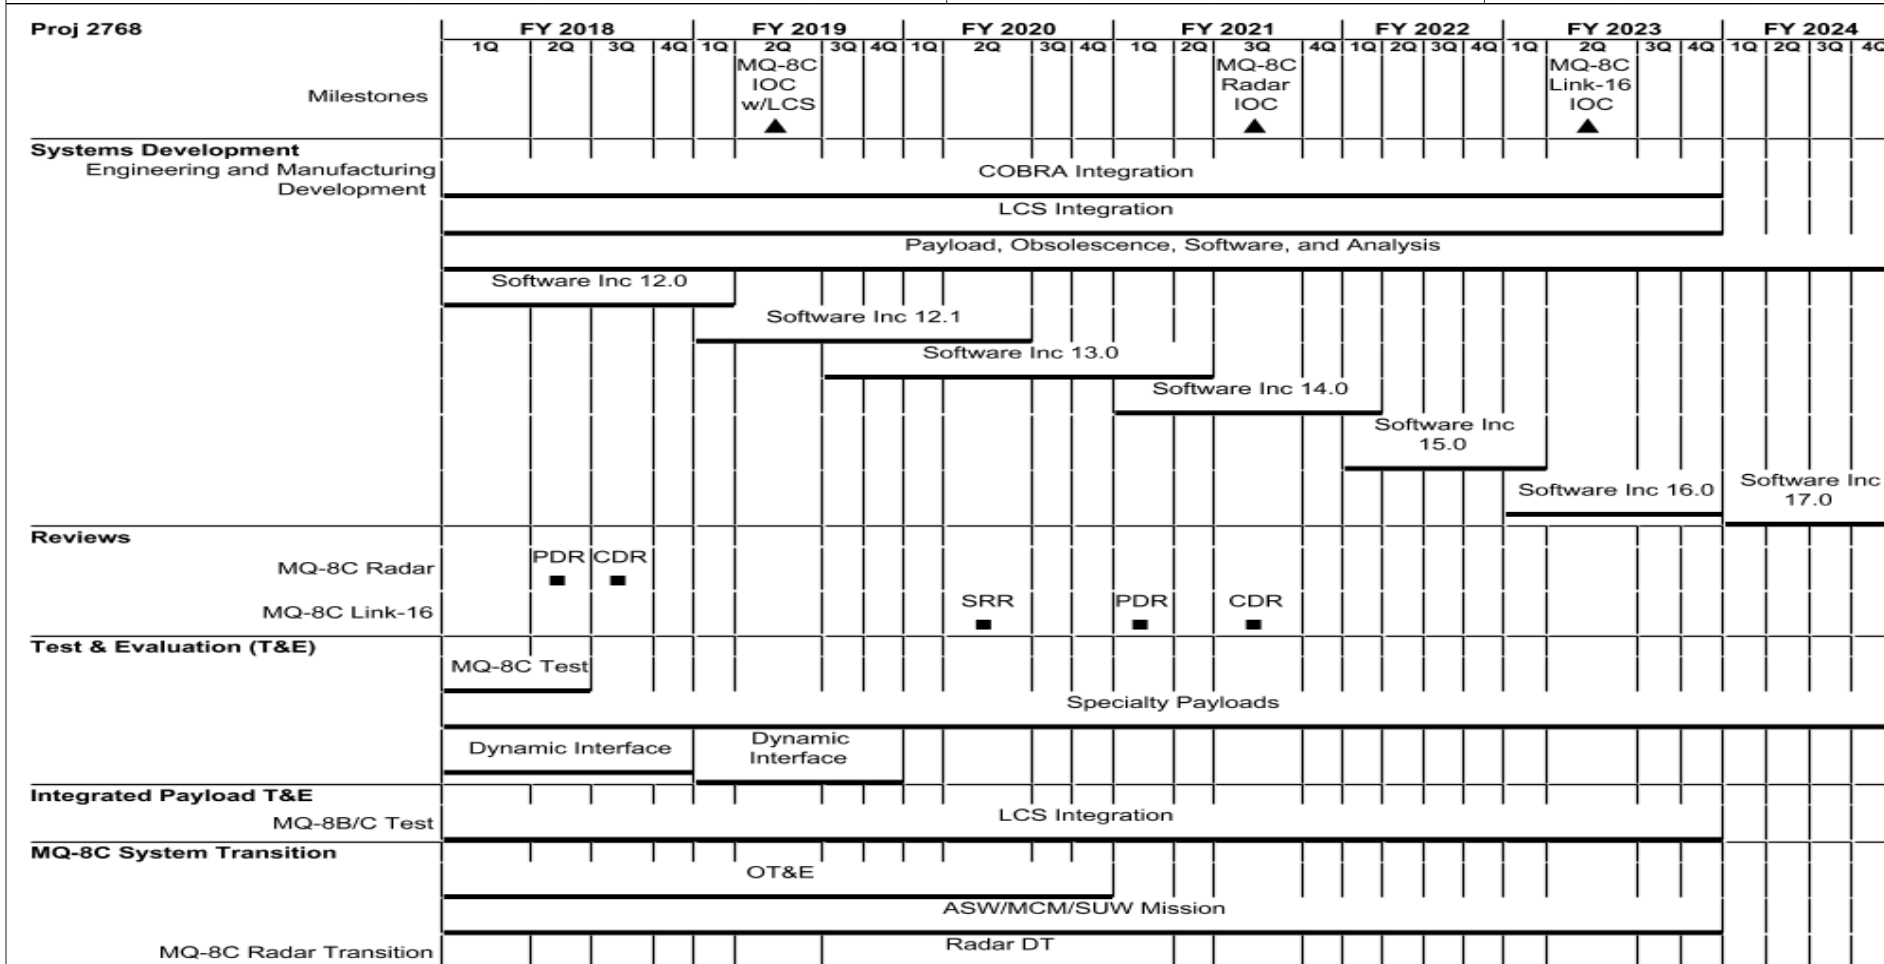 Proj 2768 FY 2018 FY 2019 FY 2020 FY 2021 FY 2022 FY 2023 FY 2024
1Q 2Q 3Q 4Q 1Q 2Q 3Q 4Q 1Q 2Q 3Q 4Q 1Q 2Q 3Q 4Q 1Q 2Q 3Q 4Q 1Q 2Q 3Q 4Q 1Q 2Q 3Q 4Q
Milestones
MQ-8C
IOC
w/LCS
MQ-8C
Radar
IOC
MQ-8C
Link-16
IOC
Systems Development
Engineering and Manufacturing
Development
COBRA Integration
LCS Integration
Payload, Obsolescence, Software, and Analysis
Software Inc 12.0
Software Inc 12.1
Software Inc 13.0
Software Inc 14.0
Software Inc
15.0
Software Inc 16.0
Software Inc
17.0
Reviews
MQ-8C Radar
PDR CDR
MQ-8C Link-16
SRR PDR CDR
Test & Evaluation (T&E)
MQ-8C Test
Specialty Payloads
Dynamic Interface
Dynamic
Interface
Integrated Payload T&E
MQ-8B/C Test
LCS Integration
MQ-8C System Transition
OT&E
ASW/MCM/SUW Mission
MQ-8C Radar Transition
Radar DT